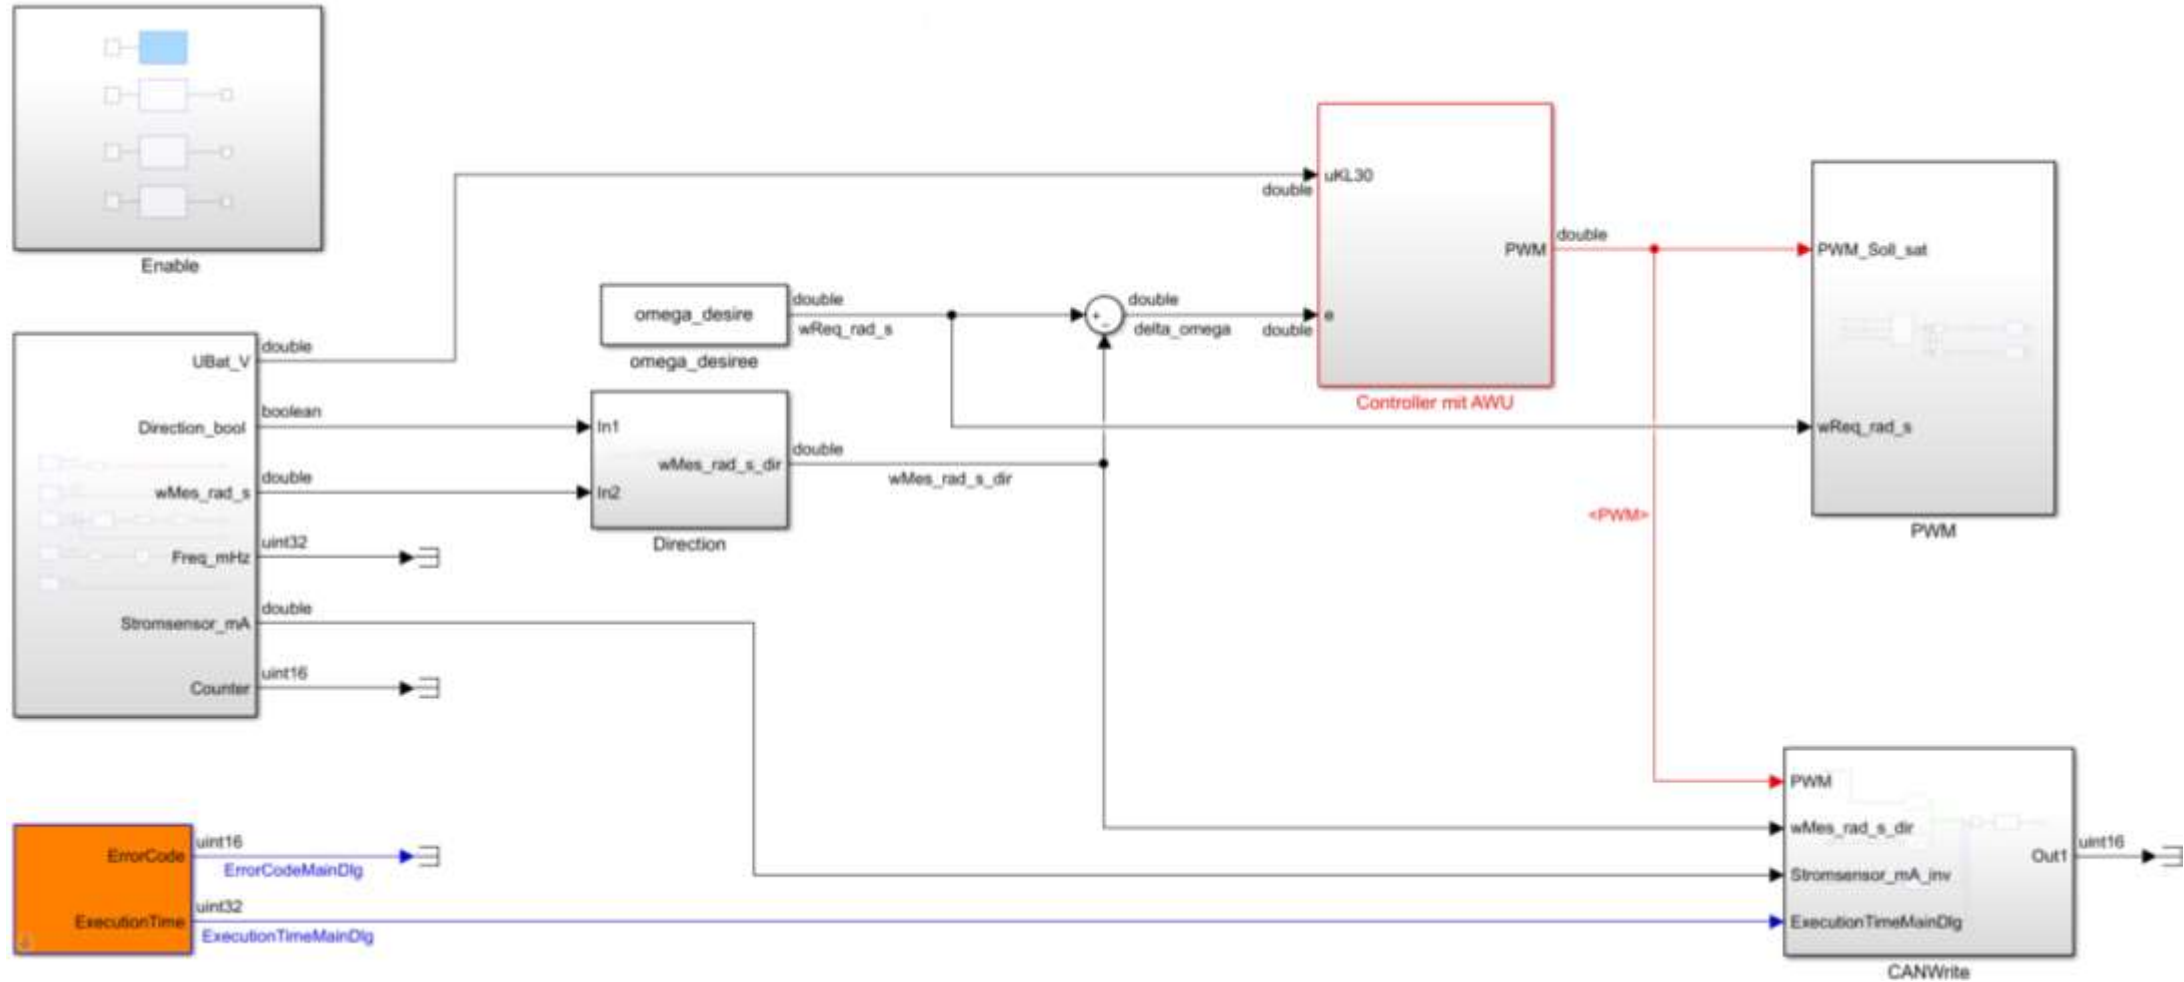 Enable
UBat_V
double
Direction_bool
boolean
wMes_rad_s
double
Freq_mHz
uint32
Stromsensor_mA
double
Counter
uint16
ErrorCode
uint16
ErrorCodeMainDlg
ExecutionTime
uint32
ExecutionTimeMainDlg
omega_desire
double
wReq_rad_s
omega_desiree
In1
In2
wMes_rad_s_dir
double
wMes_rad_s_dir
Direction
+
-
double
delta_omega
double
uKL30
double
e
PWM
double
Controller mit AWU
PWM_Soll_sat
wReq_rad_s
PWM
<PWM>
PWM
wMes_rad_s_dir
Stromsensor_mA_inv
ExecutionTimeMainDlg
Out1
uint16
CANWrite